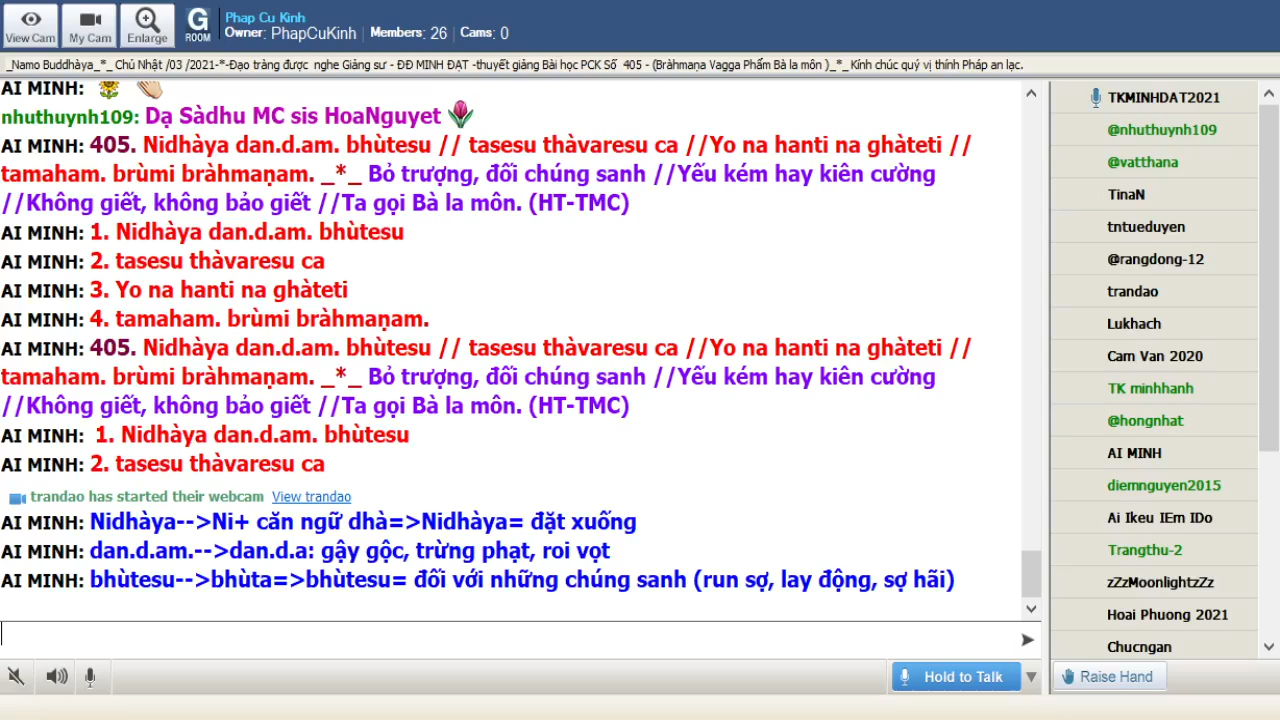 View Cam
My Cam
Enlarge
G
ROOM
Phap Cu Kinh
Owner: PhapCuKinh | Members: 26 | Cams: 0
_Namo Buddhàya_*_ Chủ Nhật /03 /2021-*-Đạo tràng được nghe Giảng sư - ĐĐ MINH ĐẠT -thuyết giảng Bài học PCK Số 405 - (Bràhmaṇa Vagga Phẩm Bà la môn )_*_ Kính chúc quý vị thính Pháp an lạc.
AI MINH:
nhuthuynh109: Dạ Sàdhu MC sis HoaNguyet
AI MINH: 405. Nidhàya dan.d.am. bhùtesu // tasesu thàvaresu ca //Yo na hanti na ghàteti //
tamaham. brùmi bràhmaṇam. _*_ Bỏ trượng, đối chúng sanh //Yếu kém hay kiên cường
//Không giết, không bảo giết //Ta gọi Bà la môn. (HT-TMC)
AI MINH: 1. Nidhàya dan.d.am. bhùtesu
AI MINH: 2. tasesu thàvaresu ca
AI MINH: 3. Yo na hanti na ghàteti
AI MINH: 4. tamaham. brùmi bràhmaṇam.
AI MINH: 405. Nidhàya dan.d.am. bhùtesu // tasesu thàvaresu ca //Yo na hanti na ghàteti //
tamaham. brùmi bràhmaṇam. _*_ Bỏ trượng, đối chúng sanh //Yếu kém hay kiên cường
//Không giết, không bảo giết //Ta gọi Bà la môn. (HT-TMC)
AI MINH: 1. Nidhàya dan.d.am. bhùtesu
AI MINH: 2. tasesu thàvaresu ca
trandao has started their webcam View trandao
AI MINH: Nidhàya-->Ni+ căn ngữ dhà=>Nidhàya= đặt xuống
AI MINH: dan.d.am.-->dan.d.a: gậy gộc, trừng phạt, roi vọt
AI MINH: bhùtesu-->bhùta=>bhùtesu= đối với những chúng sanh (run sợ, lay động, sợ hãi)
Hold to Talk
TKMINHDAT2021
@nhuthuynh109
@vatthana
TinaN
tntueduyen
@rangdong-12
trandao
Lukhach
Cam Van 2020
TK minhhanh
@hongnhat
AI MINH
diemnguyen2015
Ai Ikeu IEm IDo
Trangthu-2
zZzMoonlightzZz
Hoai Phuong 2021
Chucngan
Raise Hand